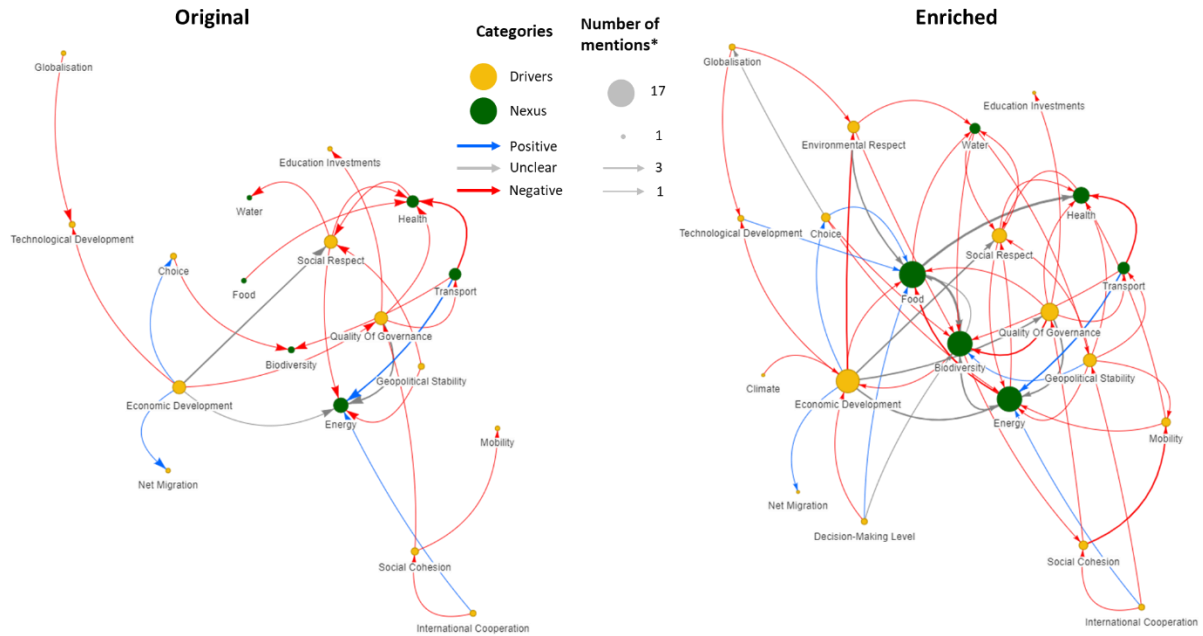 Original
Globalisation
Education Investments
Water
Health
Technological Development
Social Respect
Choice
Food
Transport
Quality Of Governance
Biodiversity
Geopolitical Stability
Economic Development
Energy
Mobility
Net Migration
Social Cohesion
International Cooperation
Categories
Drivers
Nexus
Positive
Unclear
Negative
Number of
mentions*
17
1
3
1
Enriched
Globalisation
Education Investments
Environmental Respect
Water
Health
Technological Development
Choice
Social Respect
Food
Transport
Quality Of Governance
Biodiversity
Geopolitical Stability
Climate
Economic Development
Energy
Mobility
Net Migration
Decision-Making Level
Social Cohesion
International Cooperation